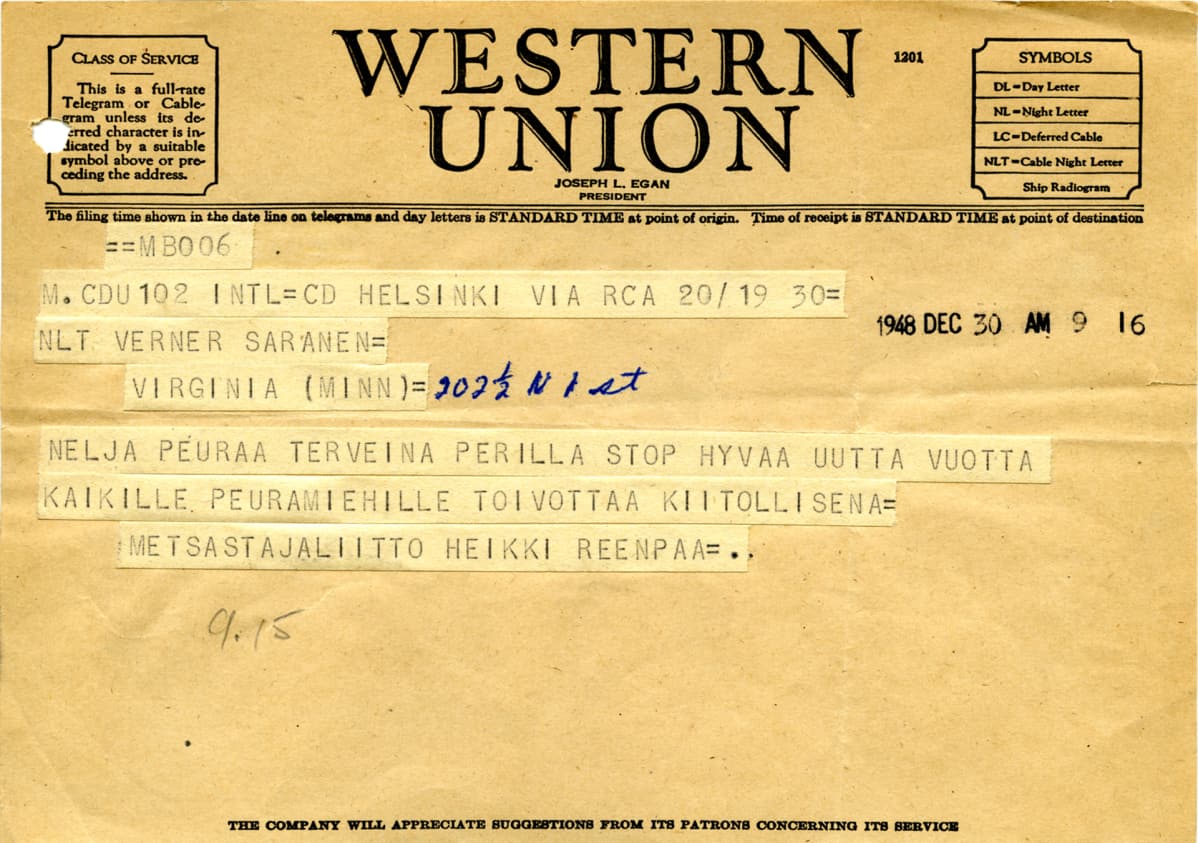 CLASS OF SERVICE
This is a full-rate
Telegram or Cable-
gram unless its de-
ferred character is in-
dicated by a suitable
symbol above or pre-
ceding the address.
WESTERN
UNION
JOSEPH L. EGAN
PRESIDENT
1201
SYMBOLS
DL=Day Letter
NL=Night Letter
LC=Deferred Cable
NLT=Cable Night Letter
Ship Radiogram
The filing time shown in the date line on telegrams and day letters is STANDARD TIME at point of origin. Time of receipt is STANDARD TIME at point of destination
==MB006 .
M.CDU102 INTL=CD HELSINKI VIA RCA 20/19 30=
1948 DEC 30 AM 9 16
NLT VERNER SARANEN=
VIRGINIA (MINN)= 202½ N 1 st
NELJA PEURAA TERVEINA PERILLA STOP HYVAA UUTTA VUOTTA
KAIKILLE PEURAMIEHILLE TOIVOTTAA KIITOLLISENA=
METSASTAJALIITTO HEIKKI REENPAA=..
9.15
THE COMPANY WILL APPRECIATE SUGGESTIONS FROM ITS PATRONS CONCERNING ITS SERVICE